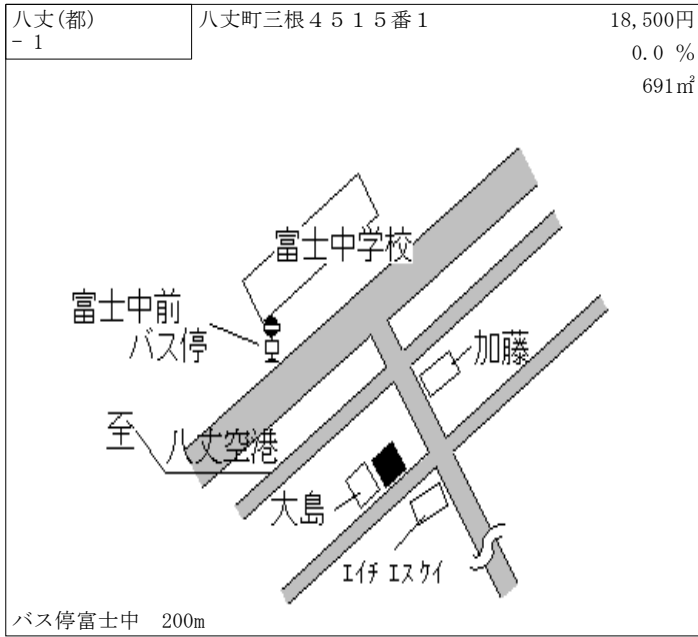 八丈(都)
- 1
八丈町三根４５１５番１
18,500円
0.0 %
691㎡
富士中学校
富士中前
バス停
加藤
至
八丈空港
大島
ｴｲﾁ ｴｽｹｲ
バス停富士中　200m